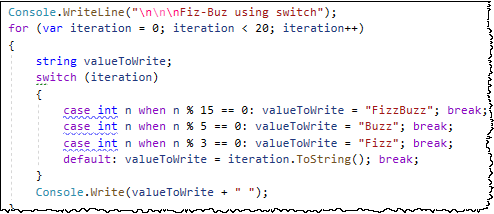 Console.WriteLine("\n\n\nFiz-Buz using switch");
for (var iteration = 0; iteration < 20; iteration++)
{
string valueToWrite;
switch (iteration)
{
case int n when n % 15 == 0: valueToWrite = "FizzBuzz"; break;
case int n when n % 5 == 0: valueToWrite = "Buzz"; break;
case int n when n % 3 == 0: valueToWrite = "Fizz"; break;
default: valueToWrite = iteration.ToString(); break;
}
Console.Write(valueToWrite + " ");
}